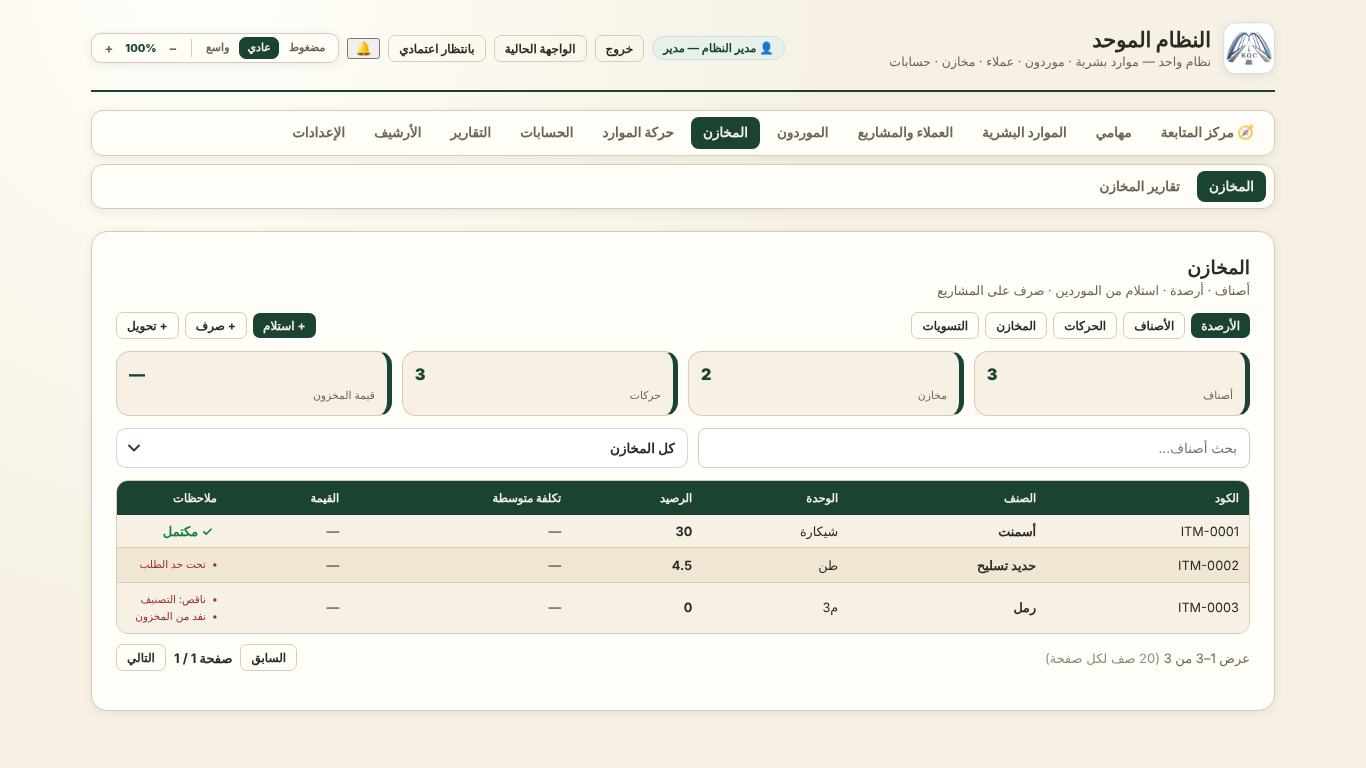 النظام الموحد
نظام واحد — موارد بشرية · موردون · عملاء · مخازن · حسابات
ROC
👤 مدير النظام — مدير
خروج
الواجهة الحالية
بانتظار اعتمادي
🔔
مضغوط عادي واسع − 100% +
🧭 مركز المتابعة مهامي الموارد البشرية العملاء والمشاريع الموردون المخازن حركة الموارد الحسابات التقارير الأرشيف الإعدادات
المخازن تقارير المخازن
المخازن
أصناف · أرصدة · استلام من الموردين · صرف على المشاريع
الأرصدة الأصناف الحركات المخازن التسويات
+ استلام + صرف + تحويل
3
أصناف
2
مخازن
3
حركات
—
قيمة المخزون
بحث أصناف...
كل المخازن
الكود الصنف الوحدة الرصيد تكلفة متوسطة القيمة ملاحظات
ITM-0001 أسمنت شيكارة 30 — — ✓ مكتمل
ITM-0002 حديد تسليح طن 4.5 — — • تحت حد الطلب
ITM-0003 رمل م3 0 — — • ناقص: التصنيف
• نفد من المخزون
عرض 1–3 من 3 (20 صف لكل صفحة)
السابق صفحة 1 / 1 التالي